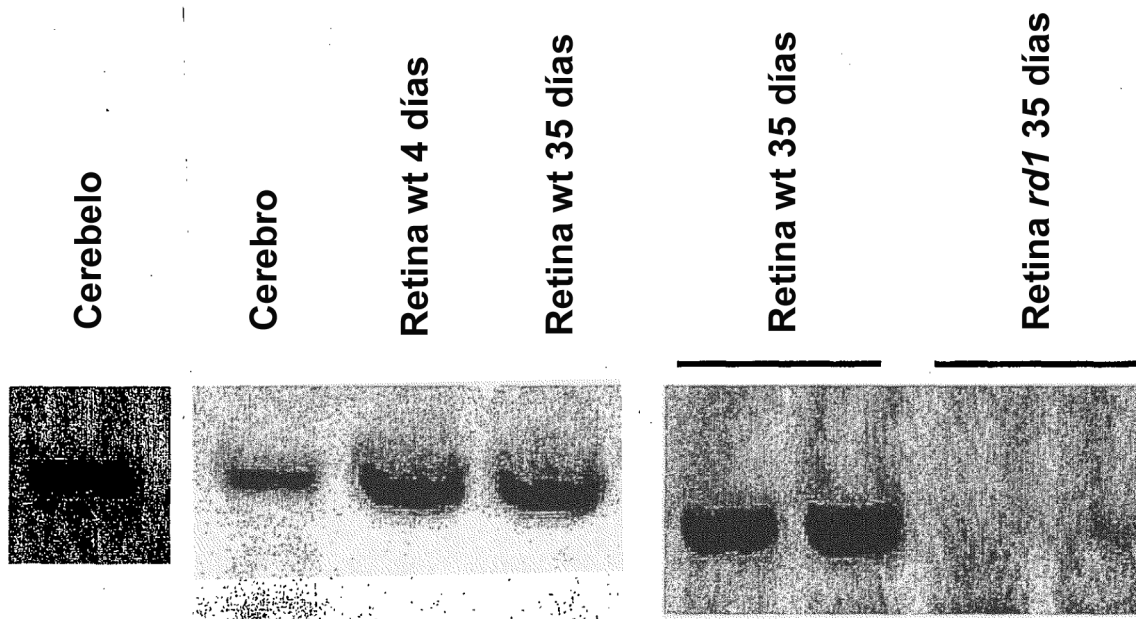 Cerebelo
Cerebro
Retina wt 4 días
Retina wt 35 días
Retina wt 35 días
Retina rd1 35 días